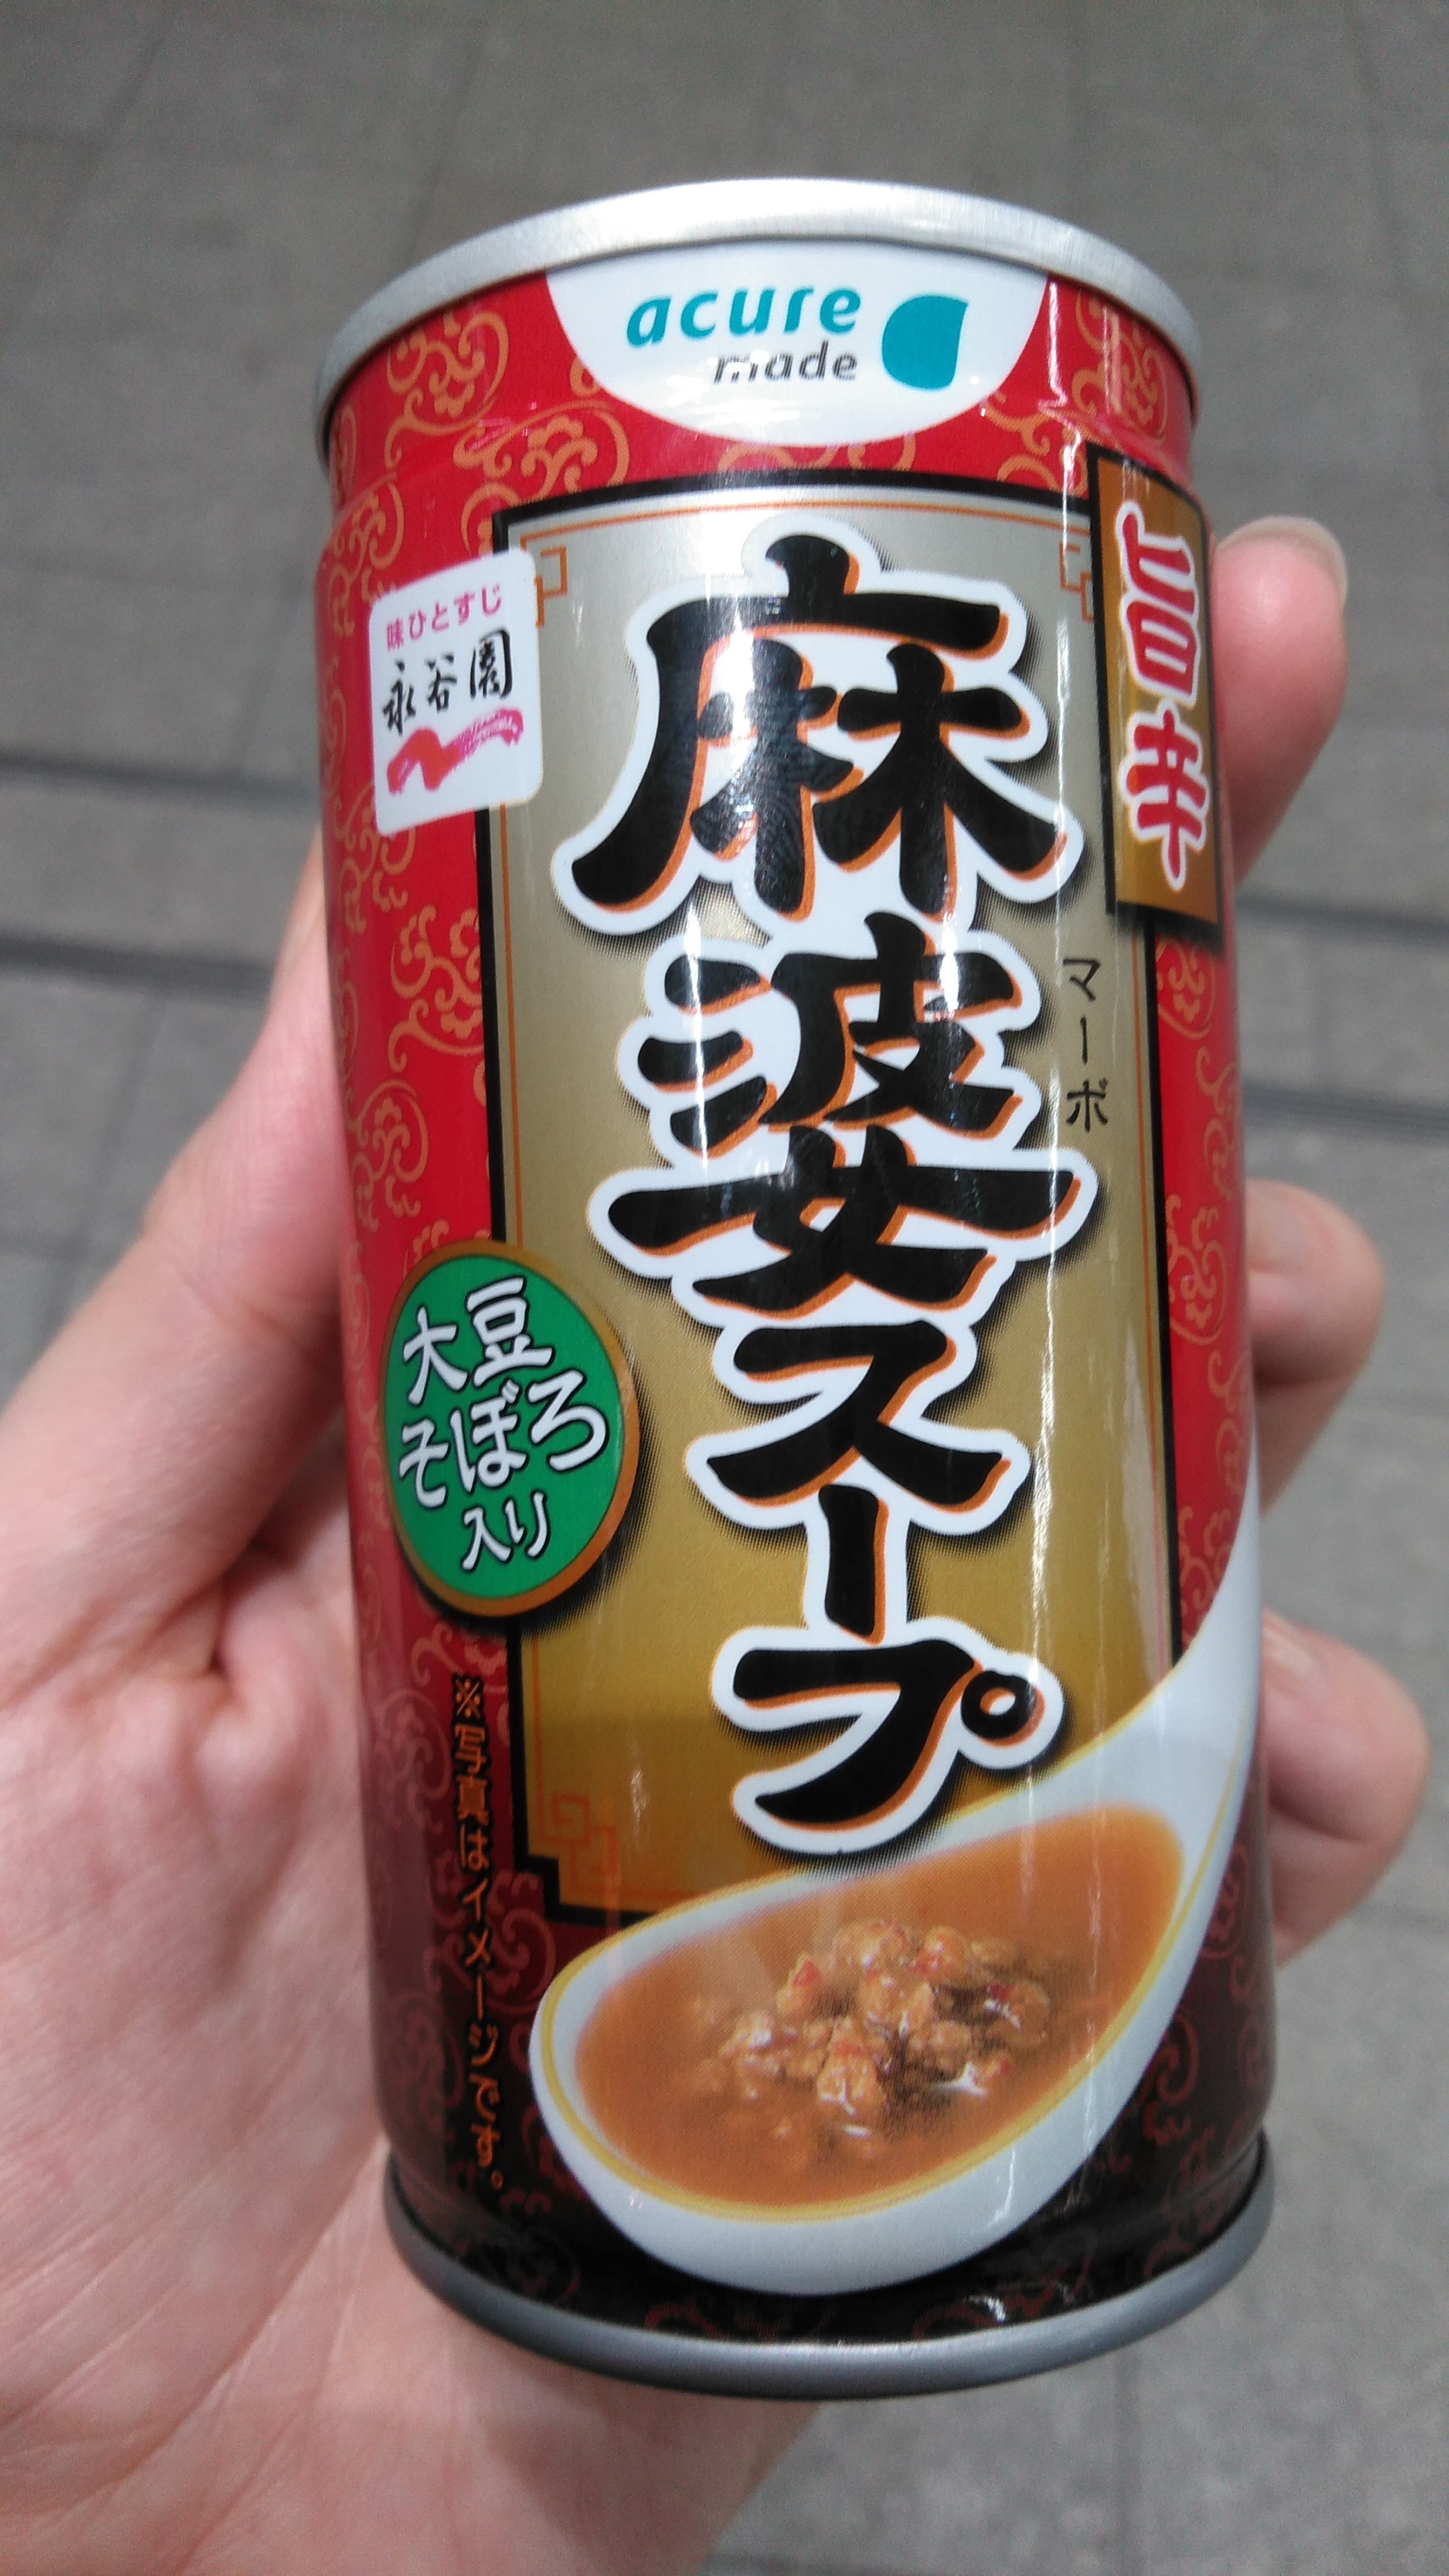 acure
made
旨辛
麻婆スープ
マーボ
味ひとすじ
永谷園
大豆
そぼろ
入り
※写真はイメージです。